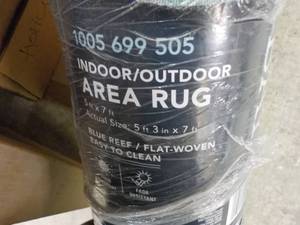 1005 699 505
INDOOR/OUTDOOR
AREA RUG
5 ft x 7 ft
Actual Size: 5 ft 3 in x 7 ft
BLUE REEF / FLAT-WOVEN
EASY TO CLEAN
FADE
RESISTANT